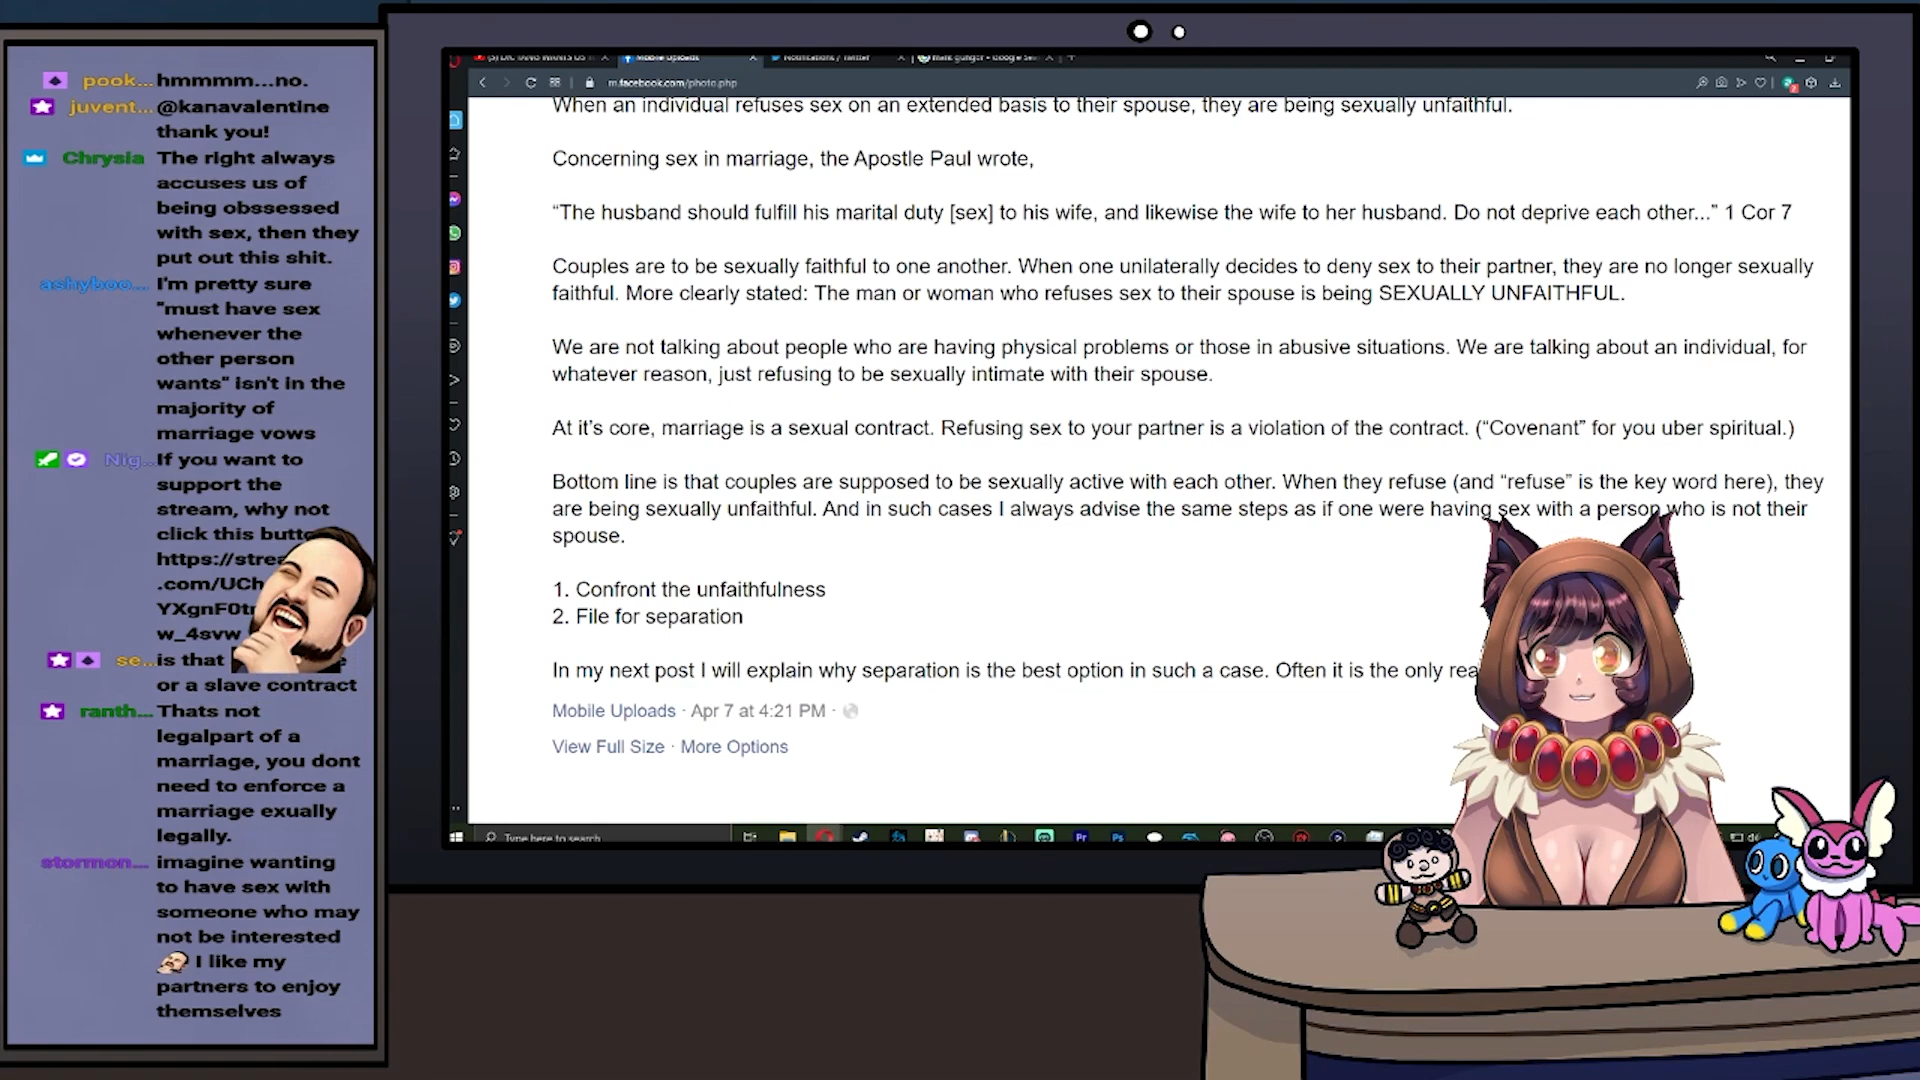 pook... hmmmm...no.
juvent... @kanavalentine
thank you!
Chrysia The right always
accuses us of
being obssessed
with sex, then they
put out this shit.
ashyboo... I'm pretty sure
"must have sex
whenever the
other person
wants" isn't in the
majority of
marriage vows
Nig... If you want to
support the
stream, why not
click this
https://stre
.com/UCh
YXgnF0t
w_4svw
se... is that
or a slave contract
ranth... Thats not
legalpart of a
marriage, you dont
need to enforce a
marriage exually
legally.
stormon... imagine wanting
to have sex with
someone who may
not be interested
I like my
partners to enjoy
themselves
Mobile Uploads
Notifications / Twitter
m.facebook.com/photo.php
When an individual refuses sex on an extended basis to their spouse, they are being sexually unfaithful.
Concerning sex in marriage, the Apostle Paul wrote,
“The husband should fulfill his marital duty [sex] to his wife, and likewise the wife to her husband. Do not deprive each other...” 1 Cor 7
Couples are to be sexually faithful to one another. When one unilaterally decides to deny sex to their partner, they are no longer sexually
faithful. More clearly stated: The man or woman who refuses sex to their spouse is being SEXUALLY UNFAITHFUL.
We are not talking about people who are having physical problems or those in abusive situations. We are talking about an individual, for
whatever reason, just refusing to be sexually intimate with their spouse.
At it’s core, marriage is a sexual contract. Refusing sex to your partner is a violation of the contract. (“Covenant” for you uber spiritual.)
Bottom line is that couples are supposed to be sexually active with each other. When they refuse (and “refuse” is the key word here), they
are being sexually unfaithful. And in such cases I always advise the same steps as if one were having sex with a person who is not their
spouse.
1. Confront the unfaithfulness
2. File for separation
In my next post I will explain why separation is the best option in such a case. Often it is the only rea
Mobile Uploads · Apr 7 at 4:21 PM ·
View Full Size · More Options
Type here to search
Pr
Ps